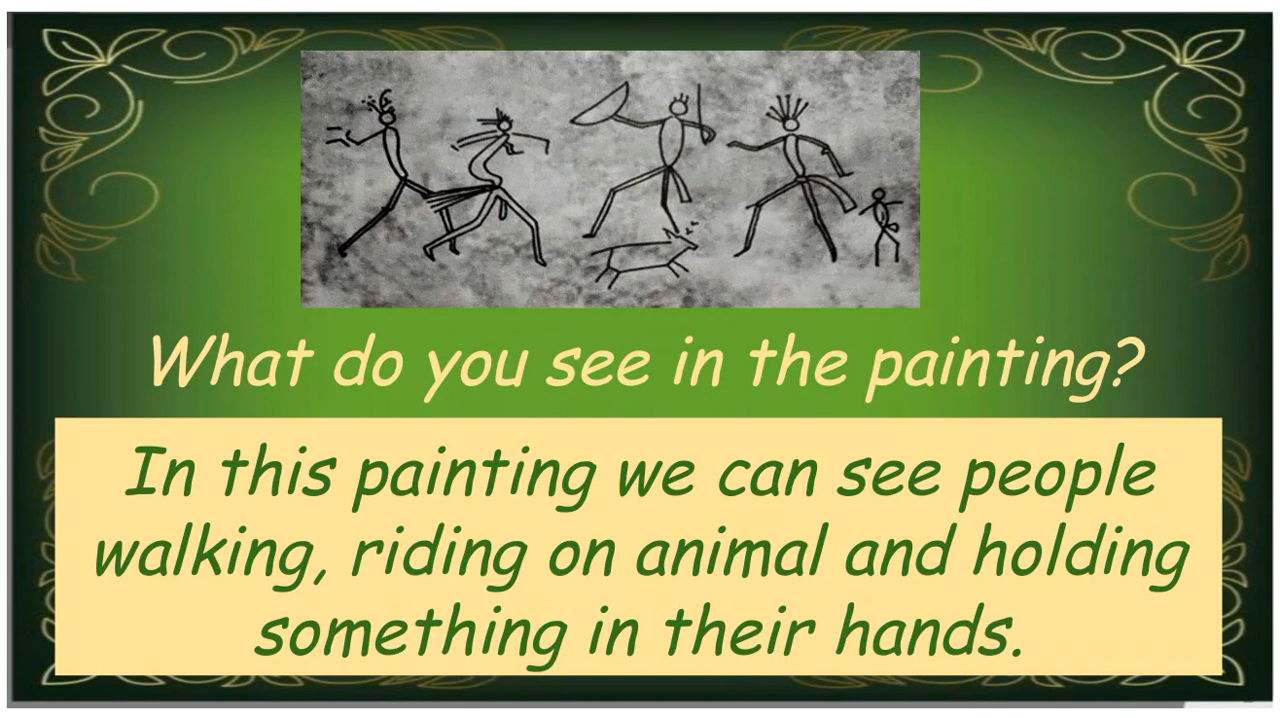 What do you see in the painting?
In this painting we can see people
walking, riding on animal and holding
something in their hands.